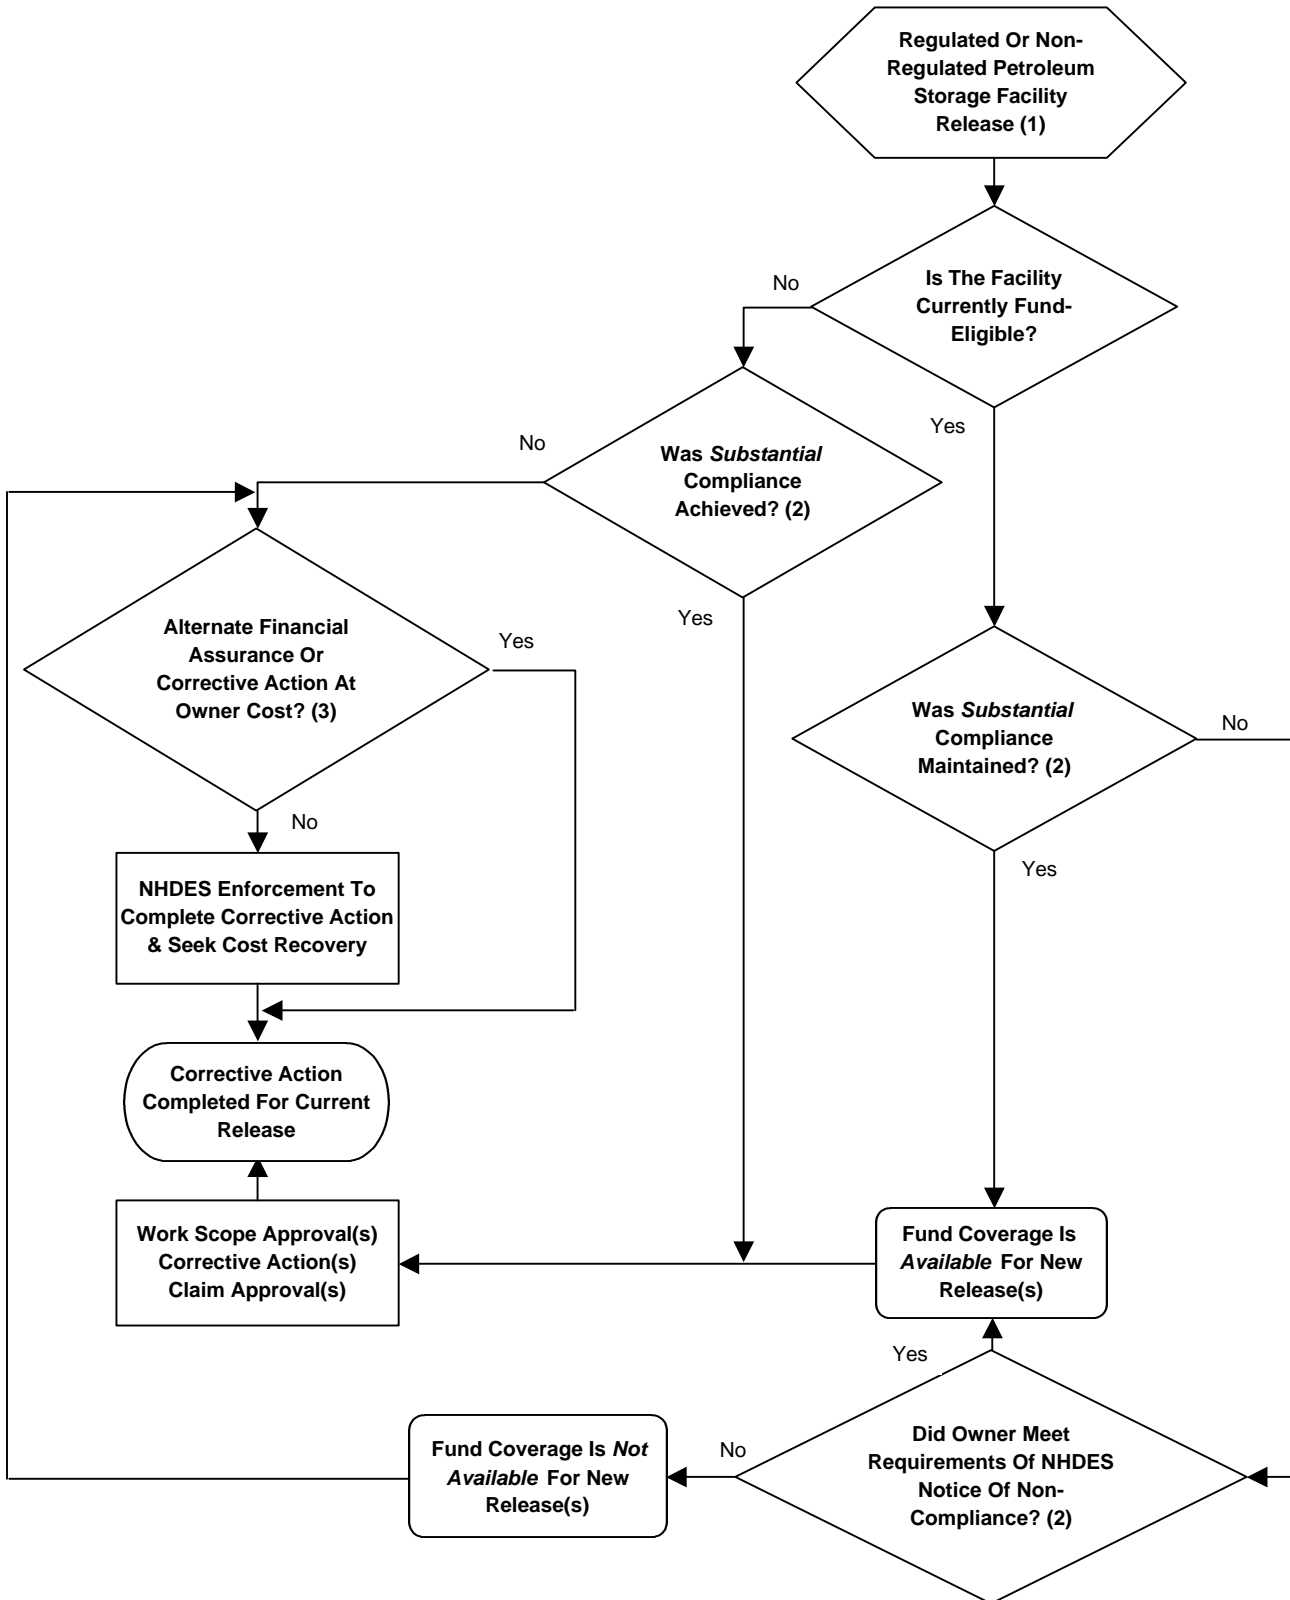 Regulated Or Non-
Regulated Petroleum
Storage Facility
Release (1)
Is The Facility
Currently Fund-
Eligible?
No
Yes
Was Substantial
Compliance
Achieved? (2)
No
Yes
Alternate Financial
Assurance Or
Corrective Action At
Owner Cost? (3)
Yes
No
Was Substantial
Compliance
Maintained? (2)
No
Yes
NHDES Enforcement To
Complete Corrective Action
& Seek Cost Recovery
Corrective Action
Completed For Current
Release
Work Scope Approval(s)
Corrective Action(s)
Claim Approval(s)
Fund Coverage Is
Available For New
Release(s)
Yes
Did Owner Meet
Requirements Of NHDES
Notice Of Non-
Compliance? (2)
No
Fund Coverage Is Not
Available For New
Release(s)